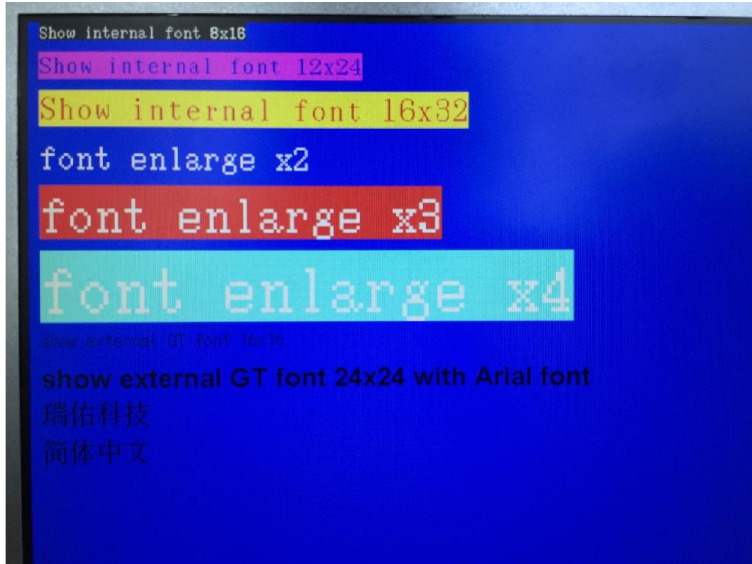 Show internal font 8x16
Show internal font 12x24
Show internal font 16x32
font enlarge x2
font enlarge x3
font enlarge x4
show external GT font 16x16
show external GT font 24x24 with Arial font
瑞佑科技
简体中文